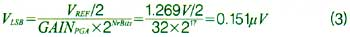 V_LSB = (V_REF/2) / (GAIN_PGA × 2^NrBits) = (1.269V/2) / (32×2^17) = 0.151μV (3)